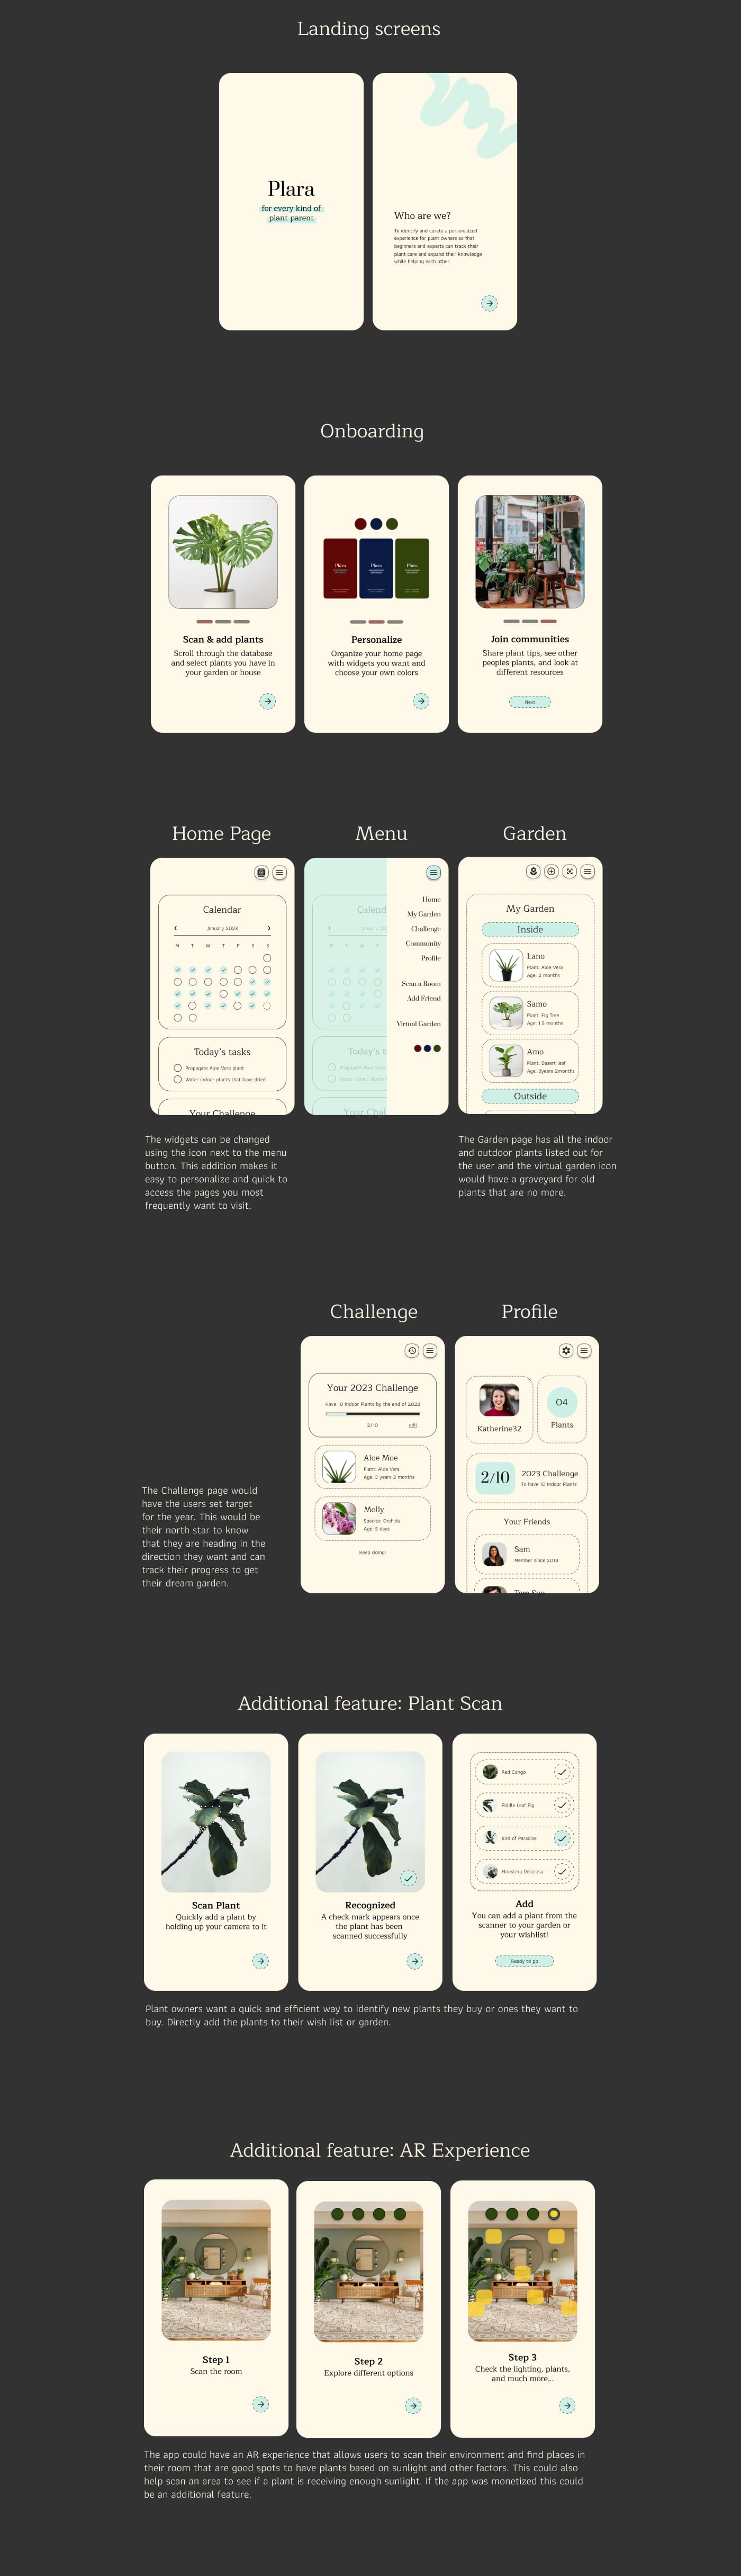 Landing screens
Plara
for every kind of
plant parent
Who are we?
To identify and curate a personalized
experience for plant owners so that
beginners and experts can track their
plant care and expand their knowledge
while helping each other.
Onboarding
Scan & add plants
Scroll through the database
and select plants you have in
your garden or house
Plara
Plara
Plara
Personalize
Organize your home page
with widgets you want and
choose your own colors
Join communities
Share plant tips, see other
peoples plants, and look at
different resources
Next
Home Page
Calendar
January 2023
M T W T F S S
Today's tasks
Propagate Aloe Vera plant
Water indoor plants that have dried
Your Challenge
The widgets can be changed
using the icon next to the menu
button. This addition makes it
easy to personalize and quick to
access the pages you most
frequently want to visit.
Menu
Calend
January 202
M T W T
Today's t
Propagate Aloe Vera
Water indoor plants
Your Chal
Home
My Garden
Challenge
Community
Profile
Scan a Room
Add Friend
Virtual Garden
Garden
My Garden
Inside
Lano
Plant: Aloe Vera
Age: 2 months
Samo
Plant: Fig Tree
Age: 1.5 months
Amo
Plant: Desert leaf
Age: 3years 2months
Outside
The Garden page has all the indoor
and outdoor plants listed out for
the user and the virtual garden icon
would have a graveyard for old
plants that are no more.
Challenge
Your 2023 Challenge
Have 10 Indoor Plants by the end of 2023
2/10
edit
Aloe Moe
Plant: Aloe Vera
Age: 3 years 2 months
Molly
Species: Orchids
Age: 5 days
Keep Going!
The Challenge page would
have the users set target
for the year. This would be
their north star to know
that they are heading in the
direction they want and can
track their progress to get
their dream garden.
Profile
Katherine32
04
Plants
2/10
2023 Challenge
To have 10 Indoor Plants
Your Friends
Sam
Member since 2018
Tom Sun
Additional feature: Plant Scan
Scan Plant
Quickly add a plant by
holding up your camera to it
Recognized
A check mark appears once
the plant has been
scanned successfully
Red Congo
Fiddle Leaf Fig
Bird of Paradise
Monstera Deliciosa
Add
You can add a plant from the
scanner to your garden or
your wishlist!
Ready to go
Plant owners want a quick and efficient way to identify new plants they buy or ones they want to
buy. Directly add the plants to their wish list or garden.
Additional feature: AR Experience
Step 1
Scan the room
Step 2
Explore different options
Step 3
Check the lighting, plants,
and much more...
The app could have an AR experience that allows users to scan their environment and find places in
their room that are good spots to have plants based on sunlight and other factors. This could also
help scan an area to see if a plant is receiving enough sunlight. If the app was monetized this could
be an additional feature.